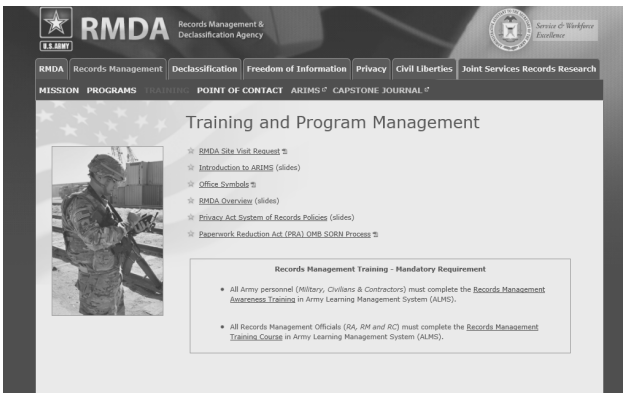 U.S.ARMY
RMDA
Records Management &
Declassification Agency
Service & Workforce
Excellence
RMDA Records Management Declassification Freedom of Information Privacy Civil Liberties Joint Services Records Research
MISSION PROGRAMS TRAINING POINT OF CONTACT ARIMS CAPSTONE JOURNAL
Training and Program Management
RMDA Site Visit Request
Introduction to ARIMS (slides)
Office Symbols
RMDA Overview (slides)
Privacy Act System of Records Policies (slides)
Paperwork Reduction Act (PRA) OMB SORN Process
Records Management Training - Mandatory Requirement
• All Army personnel (Military, Civilians & Contractors) must complete the Records Management
Awareness Training in Army Learning Management System (ALMS).
• All Records Management Officials (RA, RM and RC) must complete the Records Management
Training Course in Army Learning Management System (ALMS).